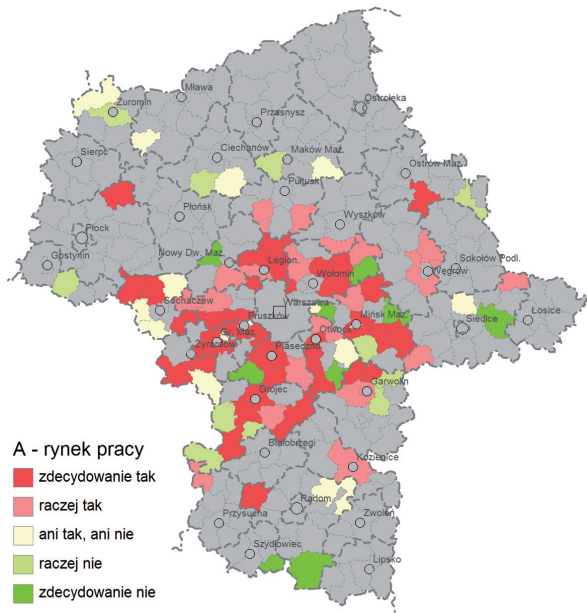 Mława
Ostrołęka
Żuromin
Przasnysz
Ciechanów
Maków Maz.
Sierpc
Ostrów Maz.
Pułtusk
Płońsk
Wyszków
Płock
Nowy Dw. Maz.
Legion.
Sokołów Podl.
Gostynin
Węgrów
Wołomin
Sochaczew
Warszawa
Siedlce
Łosice
Pruszków
Mińsk Maz.
Gr. Maz.
Otwock
Żyrardów
Piaseczno
Garwolin
Grójec
A - rynek pracy
Białobrzegi
zdecydowanie tak
Kozienice
raczej tak
Radom
ani tak, ani nie
Przysucha
Zwoleń
raczej nie
Szydłowiec
Lipsko
zdecydowanie nie